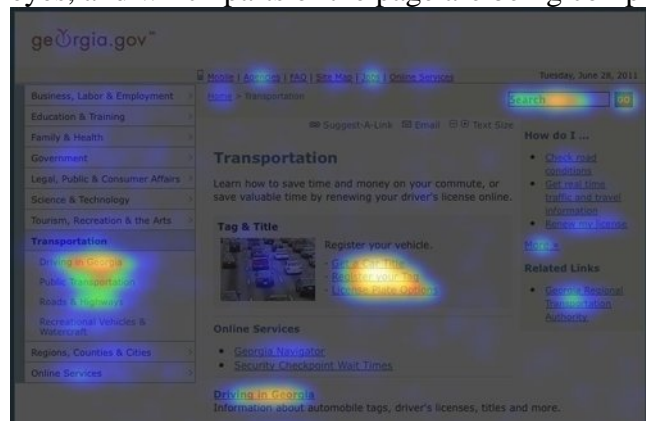 georgia.gov™
Mobile | Agencies | FAQ | Site Map | Jobs | Online Services
Tuesday, June 28, 2011
Home > Transportation
Search
GO
Business, Labor & Employment
Education & Training
Family & Health
Government
Legal, Public & Consumer Affairs
Science & Technology
Tourism, Recreation & the Arts
Transportation
Driving in Georgia
Public Transportation
Roads & Highways
Recreational Vehicles &
Watercraft
Regions, Counties & Cities
Online Services
Suggest-A-Link Email Text Size
Transportation
Learn how to save time and money on your commute, or
save valuable time by renewing your driver's license online.
Tag & Title
Register your vehicle.
- Get a Car Title
- Register your Tag
- License Plate Options
Online Services
• Georgia Navigator
• Security Checkpoint Wait Times
Driving in Georgia
Information about automobile tags, driver's licenses, titles and more.
How do I ...
• Check road
conditions
• Get real time
traffic and travel
information
• Renew my license
More »
Related Links
• Georgia Regional
Transportation
Authority